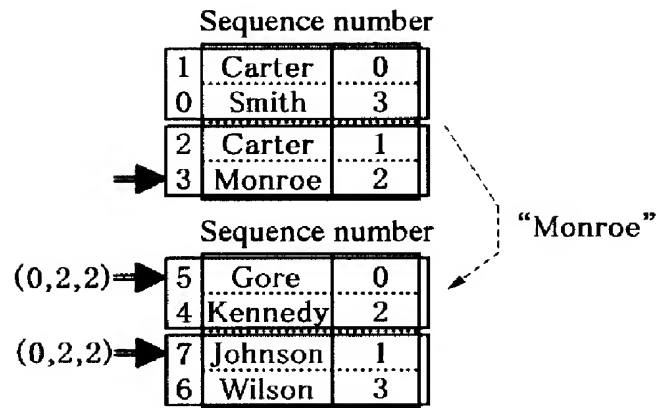 Sequence number
1 Carter 0
0 Smith 3
2 Carter 1
3 Monroe 2
"Monroe"
Sequence number
(0,2,2) 5 Gore 0
4 Kennedy 2
(0,2,2) 7 Johnson 1
6 Wilson 3